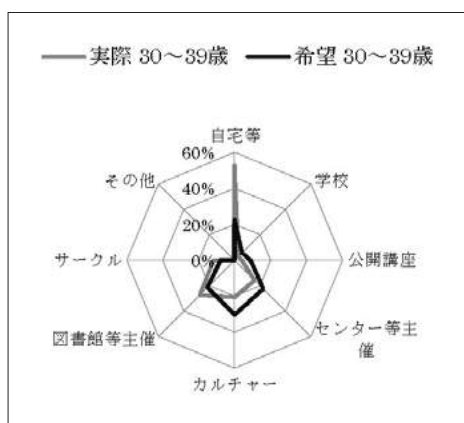 実際 30～39歳 希望 30～39歳
自宅等
60%
その他 学校
40%
20%
サークル 0% 公開講座
図書館等主催 センター等主
催
カルチャー